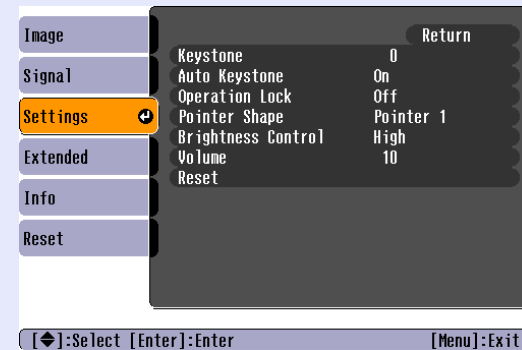 Image
Signal
Settings
Extended
Info
Reset
Return
Keystone 0
Auto Keystone On
Operation Lock Off
Pointer Shape Pointer 1
Brightness Control High
Volume 10
Reset
[◆]:Select [Enter]:Enter [Menu]:Exit